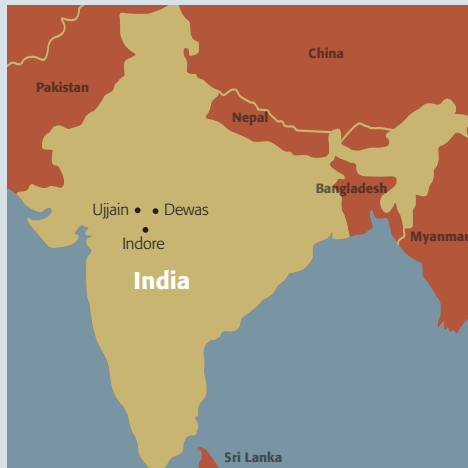 China
Pakistan
Nepal
Bangladesh
Ujjain
Dewas
Myanmar
Indore
India
Sri Lanka